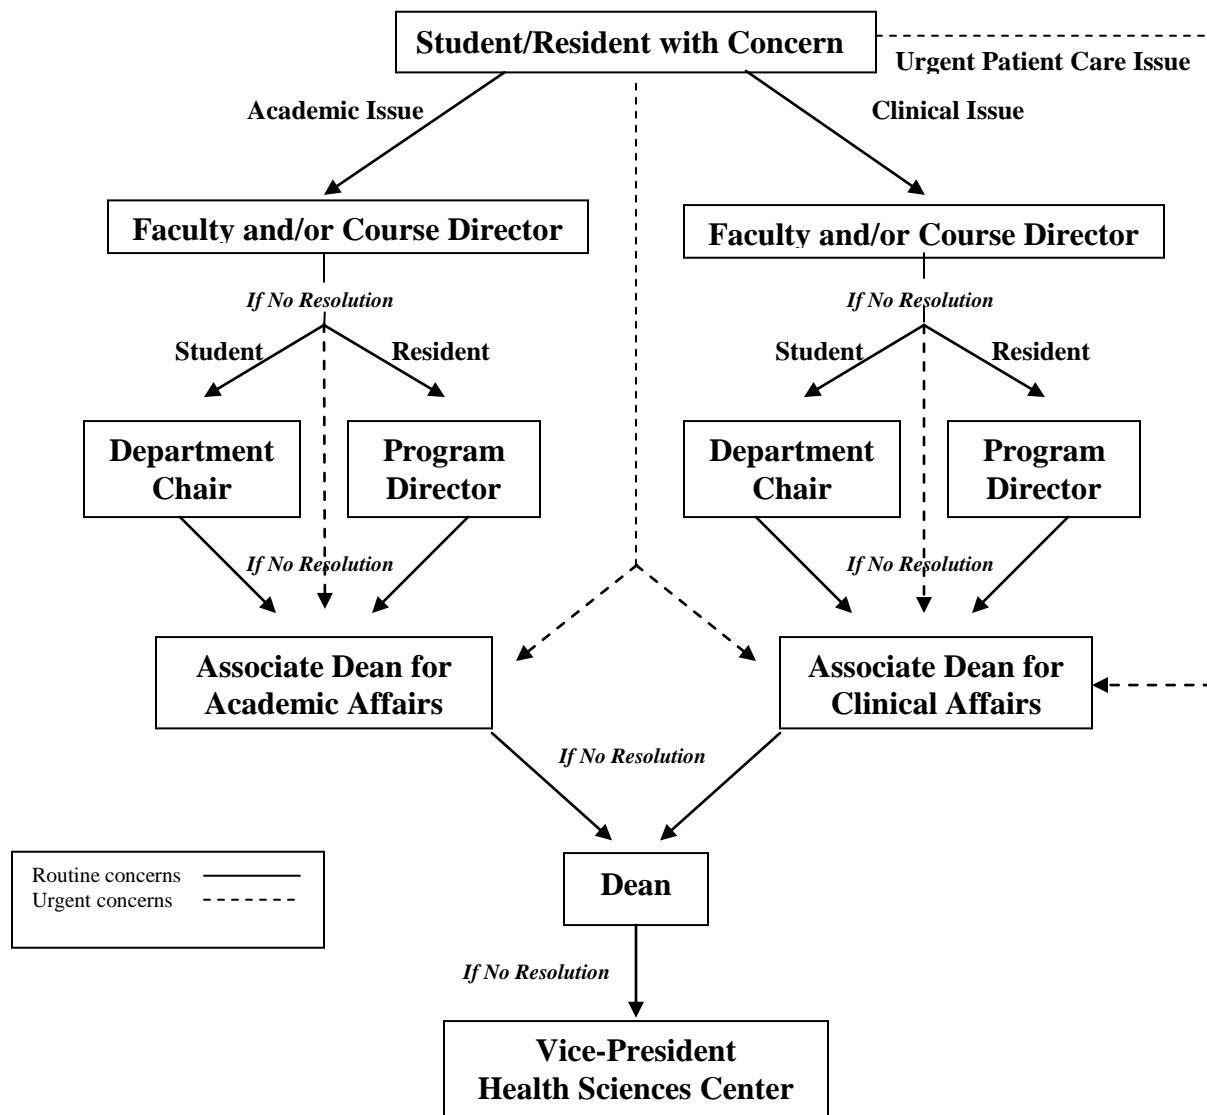 Student/Resident with Concern
Urgent Patient Care Issue
Academic Issue
Clinical Issue
Faculty and/or Course Director
Faculty and/or Course Director
If No Resolution
If No Resolution
Student
Resident
Student
Resident
Department
Chair
Program
Director
Department
Chair
Program
Director
If No Resolution
If No Resolution
Associate Dean for
Academic Affairs
Associate Dean for
Clinical Affairs
If No Resolution
Routine concerns
Urgent concerns
Dean
If No Resolution
Vice-President
Health Sciences Center